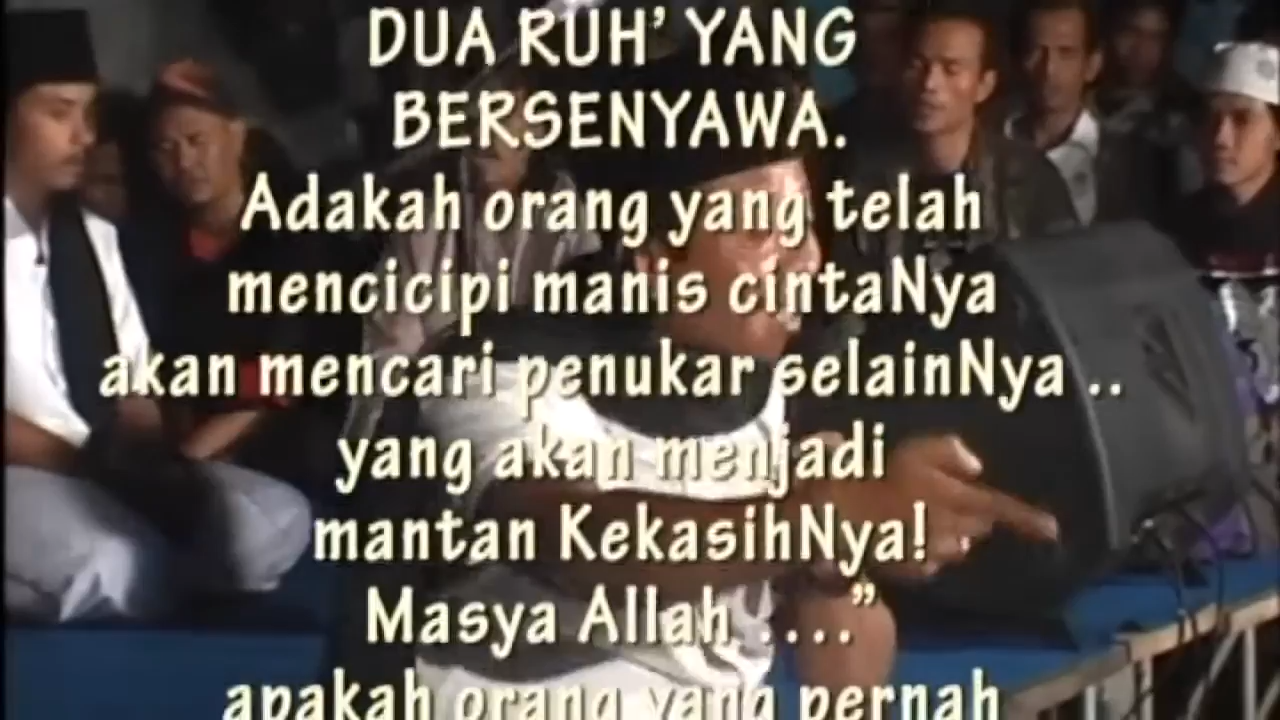 DUA RUH' YANG
BERSENYAWA.
Adakah orang yang telah
mencicipi manis cintaNya
akan mencari penukar selainNya ..
yang akan menjadi
mantan KekasihNya!
Masya Allah ....”
apakah orang yang pernah